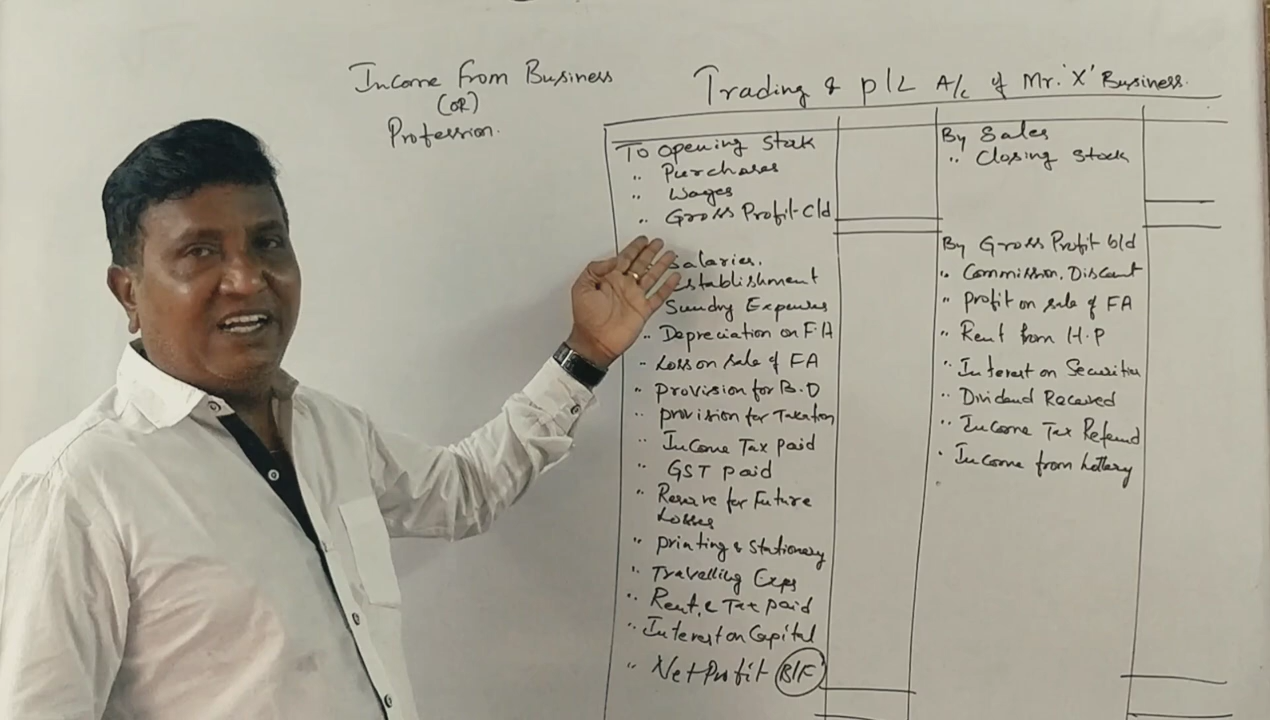 Income from Business
(OR)
Profession.
Trading & P/L A/c of Mr. 'X' Business.
To Opening Stock
" Purchases
" Wages
" Gross Profit c/d
Salaries.
Establishment
Sundry Expenses
" Depreciation on F.A
- Loss on Sale of FA
" Provision for B.D
" Provision for Taxation
" Income Tax Paid
" GST Paid
" Reserve for Future
Losses
" Printing & Stationery
" Travelling Exps
" Rent & Tax paid
" Interest on Capital
" Net Profit B/F
By Sales
" Closing Stock
By Gross Profit b/d
" Commission. Discount
" Profit on sale of FA
" Rent from H.P
" Interest on Securities
" Dividend Received
" Income Tax Refund
" Income from Lottery